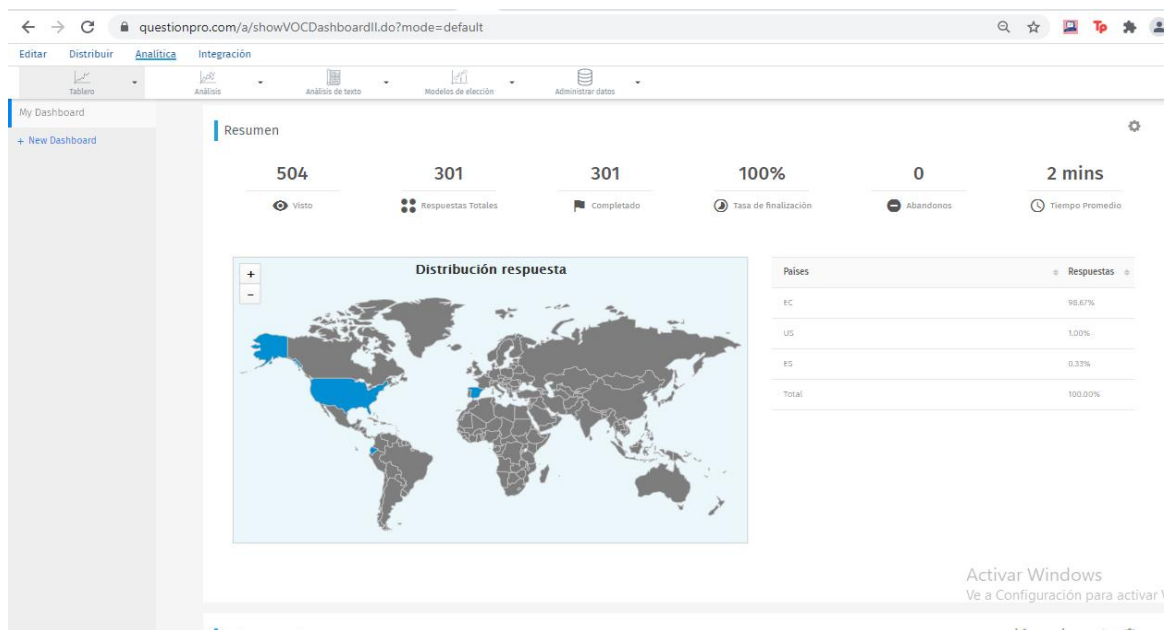 questionpro.com/a/showVOCDashboardII.do?mode=default
Tp
Editar Distribuir Analítica Integración
Tablero Análisis Análisis de texto Modelos de elección Administrar datos
My Dashboard
+ New Dashboard
Resumen
504 301 301 100% 0 2 mins
Visto Respuestas Totales Completado Tasa de finalización Abandonos Tiempo Promedio
+
-
Distribución respuesta
Países Respuestas
EC 98.67%
US 1.00%
ES 0.33%
Total 100.00%
Activar Windows
Ve a Configuración para activar